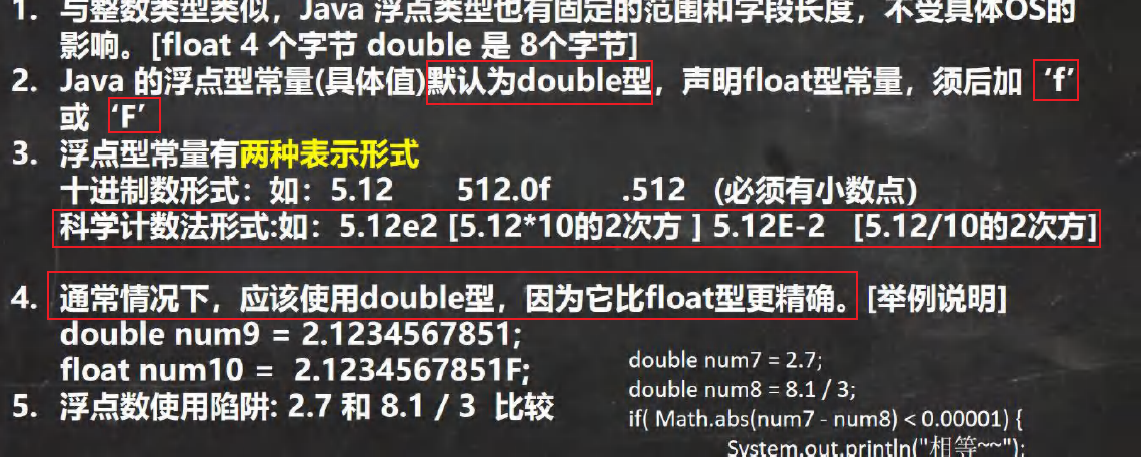 1. 与整数类型类似，Java 浮点类型也有固定的范围和字段长度，不受具体OS的
影响。[float 4 个字节 double 是 8个字节]
2. Java 的浮点型常量(具体值)默认为double型，声明float型常量，须后加 ‘f’
或 ‘F’
3. 浮点型常量有两种表示形式
十进制数形式：如：5.12 512.0f .512 (必须有小数点)
科学计数法形式:如：5.12e2 [5.12*10的2次方 ] 5.12E-2 [5.12/10的2次方]
4. 通常情况下，应该使用double型，因为它比float型更精确。[举例说明]
double num9 = 2.1234567851;
float num10 = 2.1234567851F;
5. 浮点数使用陷阱: 2.7 和 8.1 / 3 比较
double num7 = 2.7;
double num8 = 8.1 / 3;
if( Math.abs(num7 - num8) < 0.00001) {
System.out.println("相等~~");